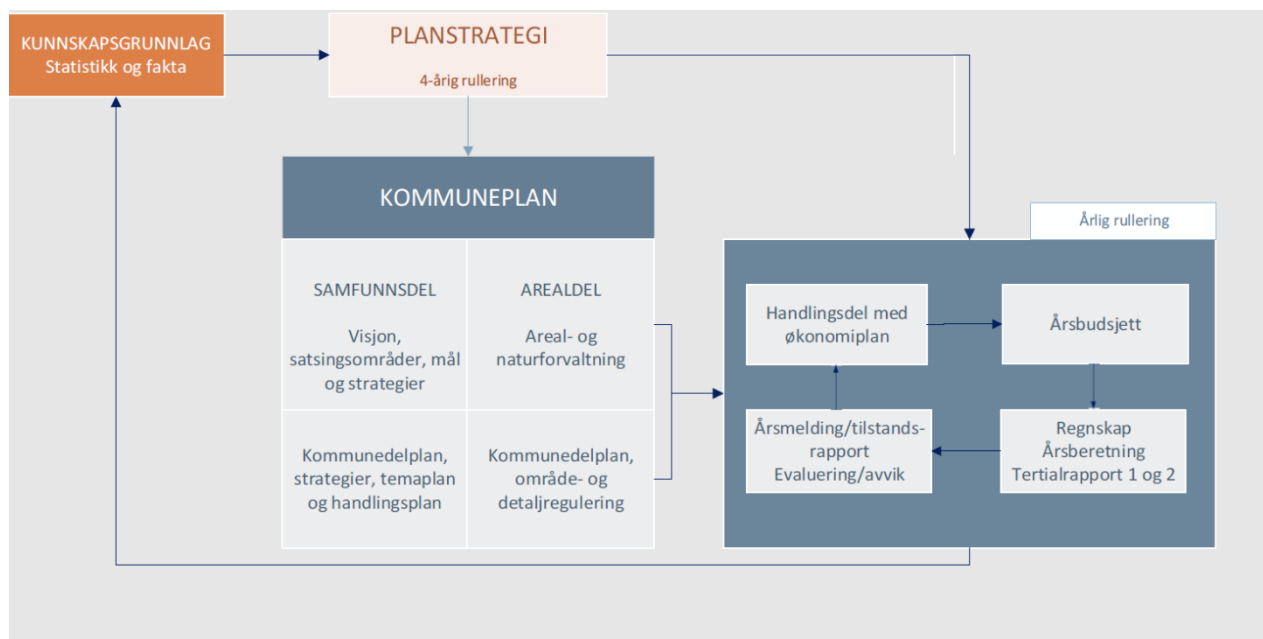 KUNNSKAPSGRUNNLAG
Statistikk og fakta
PLANSTRATEGI
4-årig rullering
KOMMUNEPLAN
SAMFUNNSDEL
Visjon,
satsingsområder, mål
og strategier
AREALDEL
Areal- og
naturforvaltning
Kommunedelplan,
strategier, temaplan
og handlingsplan
Kommunedelplan,
område- og
detaljregulering
Årlig rullering
Handlingsdel med
økonomiplan
Årsbudsjett
Årsmelding/tilstands-
rapport
Evaluering/avvik
Regnskap
Årsberetning
Tertialrapport 1 og 2